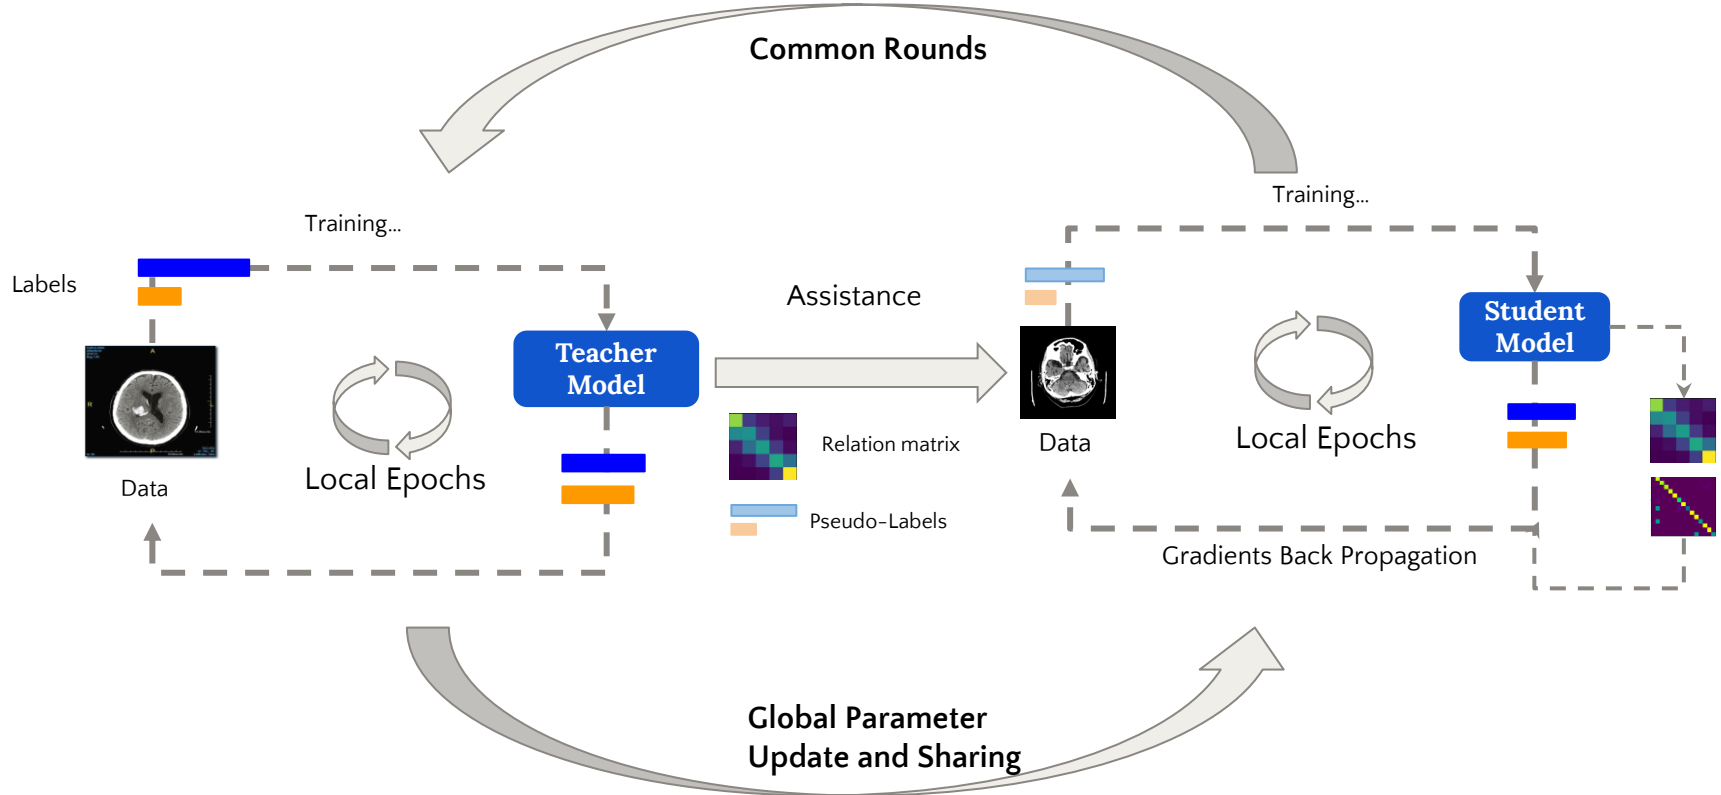 Common Rounds
Training...
Training...
Labels
Assistance
Student
Model
Teacher
Model
Data
Local Epochs
Relation matrix
Data
Local Epochs
Pseudo-Labels
Gradients Back Propagation
Global Parameter
Update and Sharing